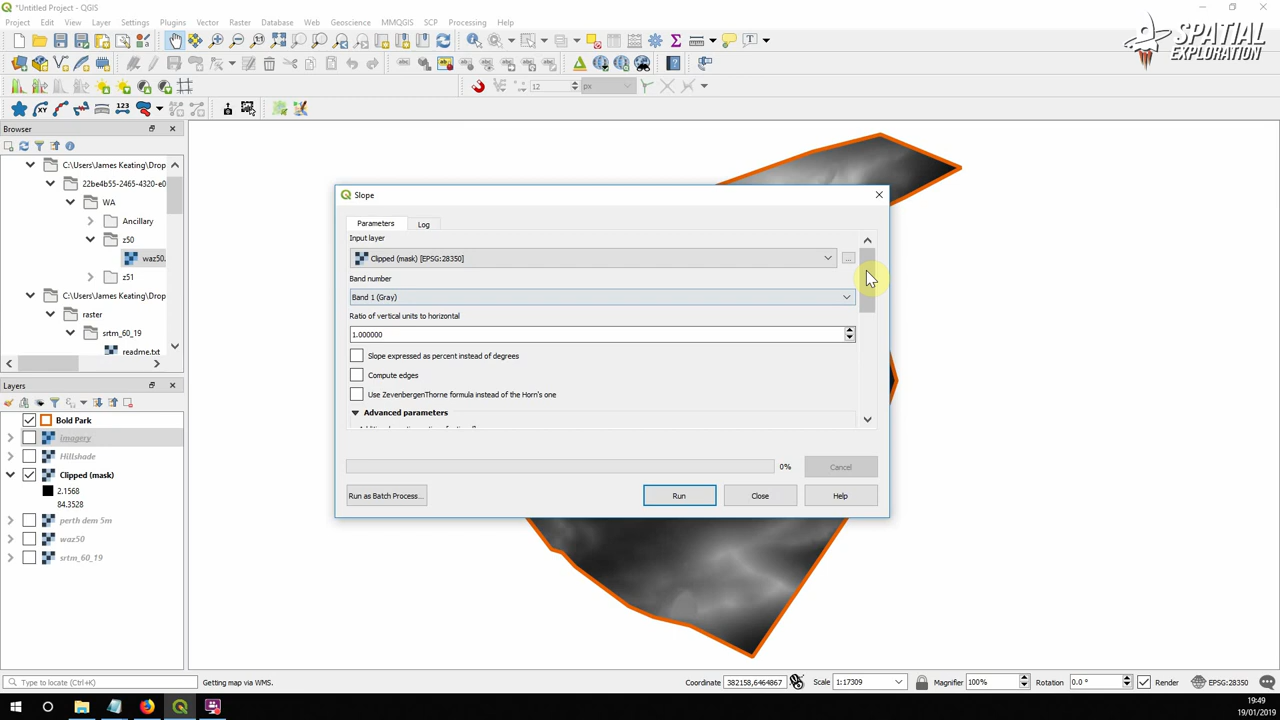 *Untitled Project - QGIS
Project Edit View Layer Settings Plugins Vector Raster Database Web Geoscience MMQGIS SCP Processing Help
SPATIAL
EXPLORATION
12 px
Browser
C:\Users\James Keating\Drop
22be4b55-2465-4320-e0
WA
Ancillary
z50
waz50.
z51
C:\Users\James Keating\Drop
raster
srtm_60_19
readme.txt
Layers
Bold Park
imagery
Hillshade
Clipped (mask)
2.1568
84.3528
perth dem 5m
waz50
srtm_60_19
Slope
Parameters Log
Input layer
Clipped (mask) [EPSG:28350]
Band number
Band 1 (Gray)
Ratio of vertical units to horizontal
1.000000
Slope expressed as percent instead of degrees
Compute edges
Use ZevenbergenThorne formula instead of the Horn's one
Advanced parameters
0% Cancel
Run as Batch Process... Run Close Help
Type to locate (Ctrl+K) Getting map via WMS. Coordinate 382158,6464867 Scale 1:17309 Magnifier 100% Rotation 0.0 ° Render EPSG:28350
19:49
19/01/2019